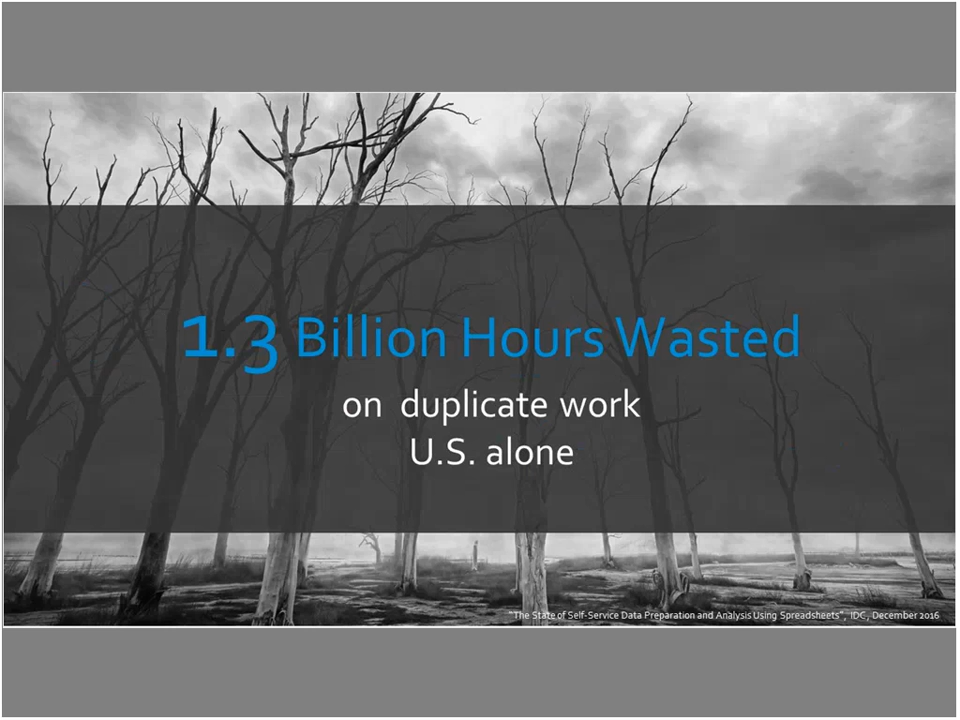 1.3 Billion Hours Wasted
on duplicate work
U.S. alone
"The State of Self-Service Data Preparation and Analysis Using Spreadsheets", IDC, December 2016